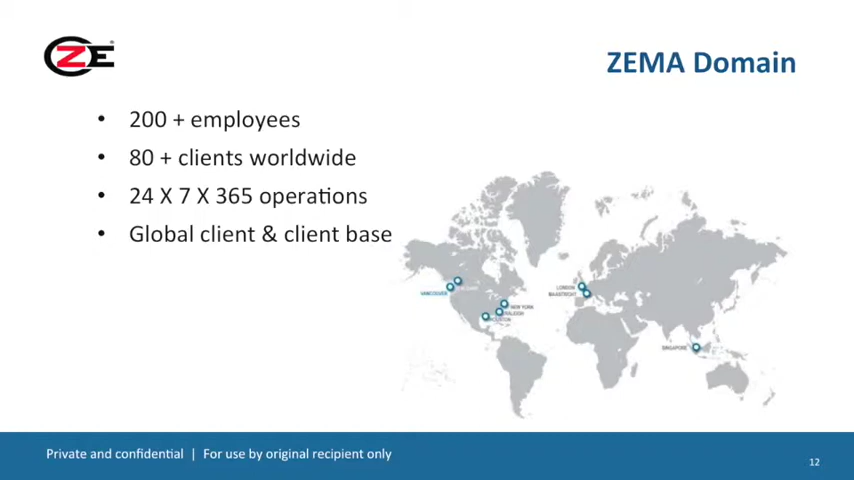 ZE
ZEMA Domain
• 200 + employees
• 80 + clients worldwide
• 24 X 7 X 365 operations
• Global client & client base
VANCOUVER
NEW YORK
RALEIGH
HOUSTON
LONDON
MAASTRICHT
SINGAPORE
Private and confidential | For use by original recipient only
12